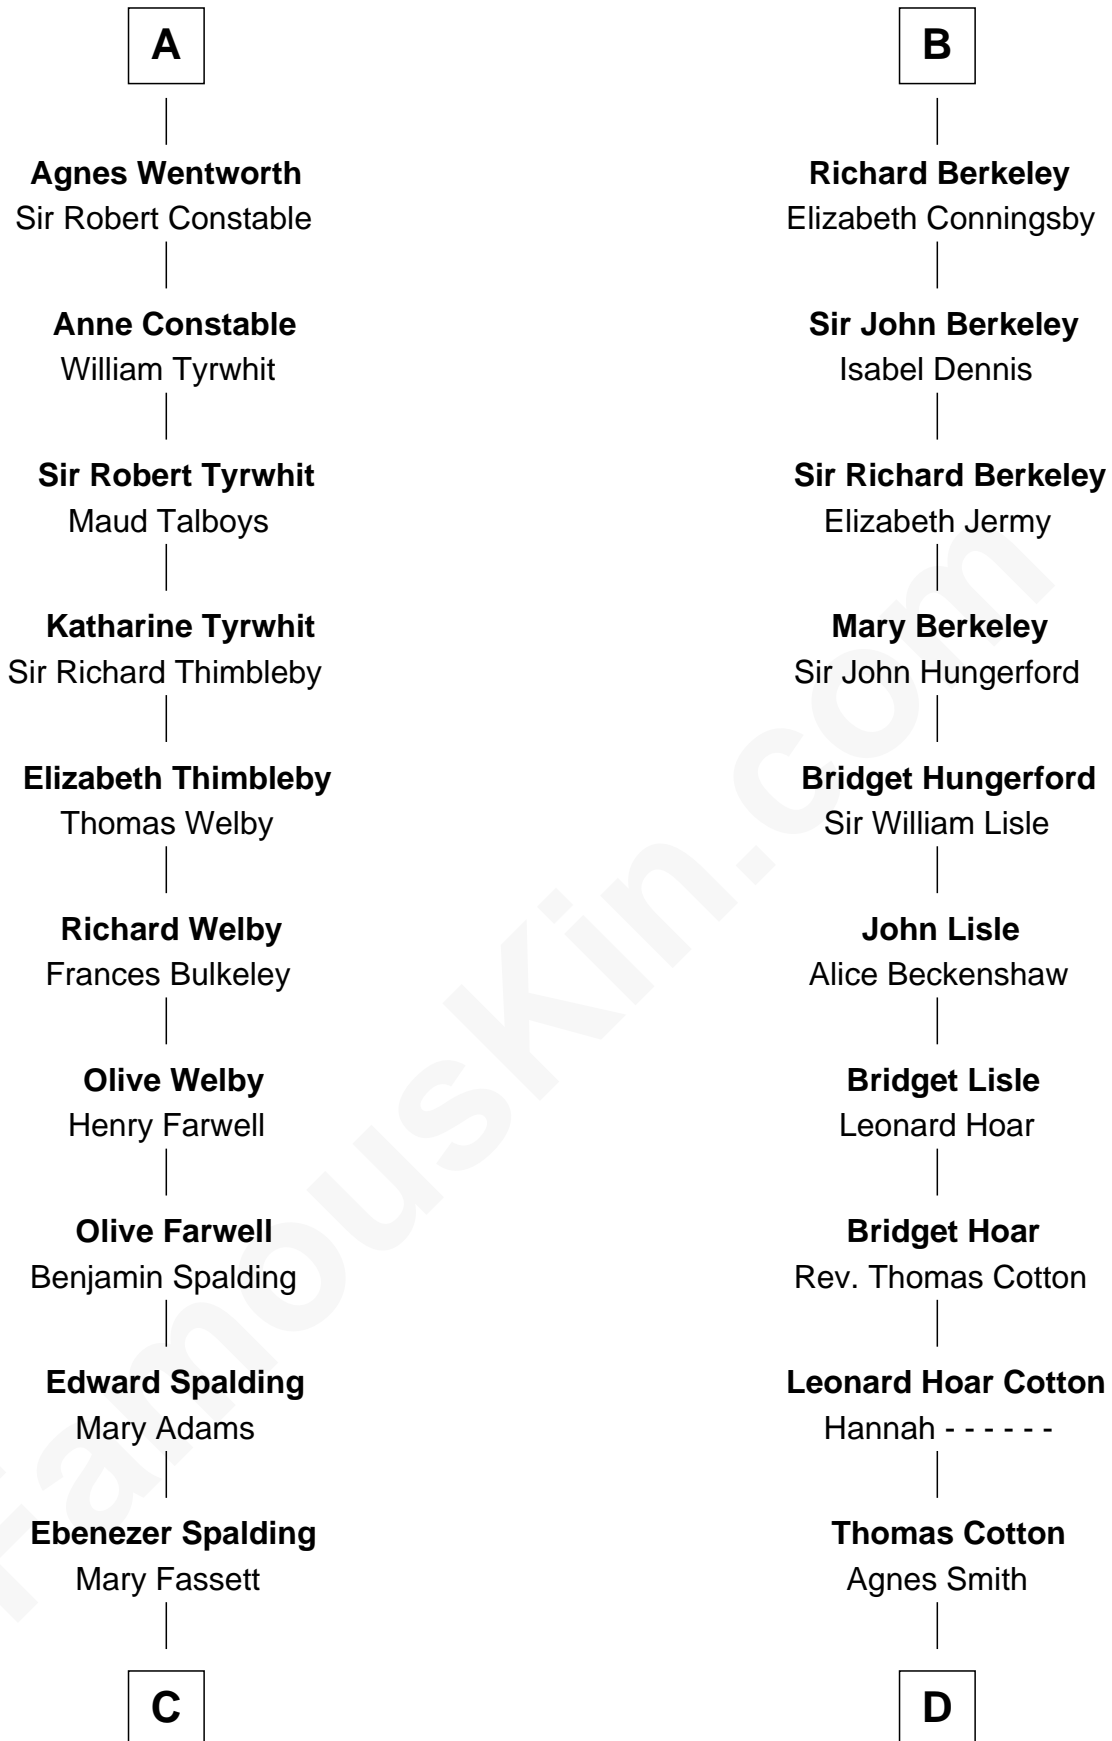 A
Agnes Wentworth
Sir Robert Constable
Anne Constable
William Tyrwhit
Sir Robert Tyrwhit
Maud Talboys
Katharine Tyrwhit
Sir Richard Thimbleby
Elizabeth Thimbleby
Thomas Welby
Richard Welby
Frances Bulkeley
Olive Welby
Henry Farwell
Olive Farwell
Benjamin Spalding
Edward Spalding
Mary Adams
Ebenezer Spalding
Mary Fassett
C
B
Richard Berkeley
Elizabeth Conningsby
Sir John Berkeley
Isabel Dennis
Sir Richard Berkeley
Elizabeth Jermy
Mary Berkeley
Sir John Hungerford
Bridget Hungerford
Sir William Lisle
John Lisle
Alice Beckenshaw
Bridget Lisle
Leonard Hoar
Bridget Hoar
Rev. Thomas Cotton
Leonard Hoar Cotton
Hannah - - - - - -
Thomas Cotton
Agnes Smith
D
FamousKin.com